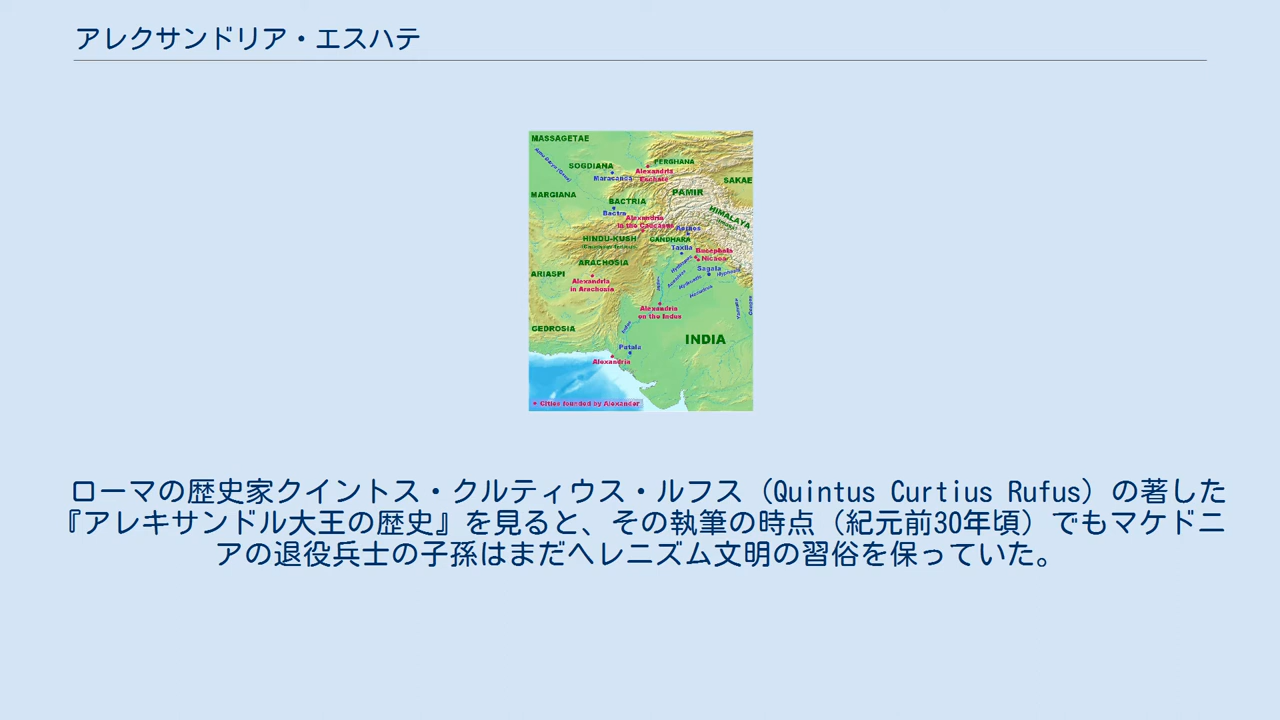 アレクサンドリア・エスハテ
MASSAGETAE
SOGDIANA
FERGHANA
Alexandria
Eschate
Maracanda
SAKAE
MARGIANA
PAMIR
BACTRIA
Bactra
Alexandria
in the Caucasus
HIMALAYA
Aornos
HINDU-KUSH
GANDHARA
Taxila
Bucephala
Nicaea
ARACHOSIA
Sagala
ARIASPI
Alexandria
in Arachosia
Alexandria
on the Indus
GEDROSIA
INDIA
Indus
Patala
Alexandria
Cities founded by Alexander
ローマの歴史家クイントス・クルティウス・ルフス（Quintus Curtius Rufus）の著した
『アレキサンドル大王の歴史』を見ると、その執筆の時点（紀元前30年頃）でもマケドニ
アの退役兵士の子孫はまだヘレニズム文明の習俗を保っていた。